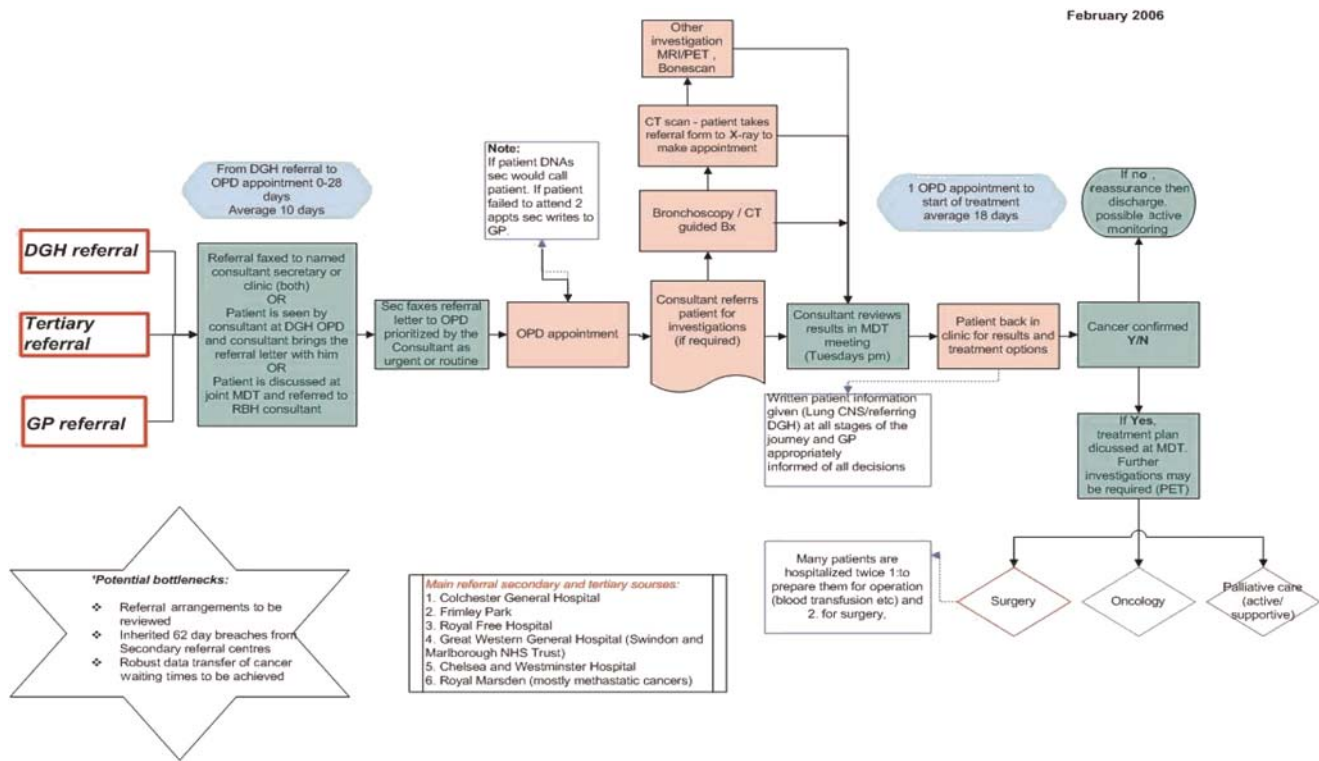 February 2006
Other
investigation
MRI/PET ,
Bonescan
CT scan - patient takes
referral form to X-ray to
make appointment
Note:
If patient DNAs
sec would call
patient. If patient
failed to attend 2
appts sec writes to
GP.
From DGH referral to
OPD appointment 0-28
days
Average 10 days
1 OPD appointment to
start of treatment
average 18 days
If no ,
reassurance then
discharge,
possible active
monitoring
Bronchoscopy / CT
guided Bx
DGH referral
Tertiary
referral
GP referral
Referral faxed to named
consultant secretary or
clinic (both)
OR
Patient is seen by
consultant at DGH OPD
and consultant brings the
referral letter with him
OR
Patient is discussed at
joint MDT and referred to
RBH consultant
Sec faxes referral
letter to OPD
prioritized by the
Consultant as
urgent or routine
OPD appointment
Consultant referrs
patient for
investigations
(if required)
Consultant reviews
results in MDT
meeting
(Tuesdays pm)
Patient back in
clinic for results and
treatment options
Cancer confirmed
Y/N
Written patient information
given (Lung CNS/referring
DGH) at all stages of the
journey and GP
appropriately
informed of all decisions
If Yes,
treatment plan
dicussed at MDT.
Further
investigations may
be required (PET)
Many patients are
hospitalized twice 1:to
prepare them for operation
(blood transfusion etc) and
2. for surgery,
Surgery
Oncology
Palliative care
(active/
supportive)
'Potential bottlenecks:
❖ Referral arrangements to be
reviewed
❖ Inherited 62 day breaches from
Secondary referral centres
❖ Robust data transfer of cancer
waiting times to be achieved
Main referral secondary and tertiary sourses:
1. Colchester General Hospital
2. Frimley Park
3. Royal Free Hospital
4. Great Western General Hospital (Swindon and
Marlborough NHS Trust)
5. Chelsea and Westminster Hospital
6. Royal Marsden (mostly methastatic cancers)